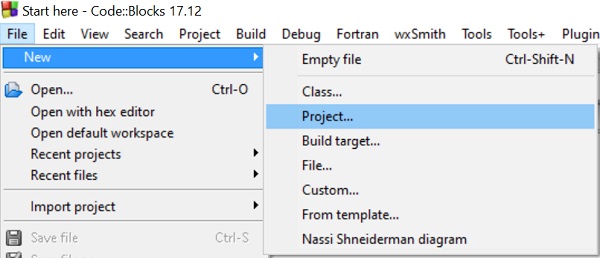 Start here - Code::Blocks 17.12
File Edit View Search Project Build Debug Fortran wxSmith Tools Tools+ Plugin
New
Open... Ctrl-O
Open with hex editor
Open default workspace
Recent projects
Recent files
Import project
Save file Ctrl-S
Empty file Ctrl-Shift-N
Class...
Project...
Build target...
File...
Custom...
From template...
Nassi Shneiderman diagram